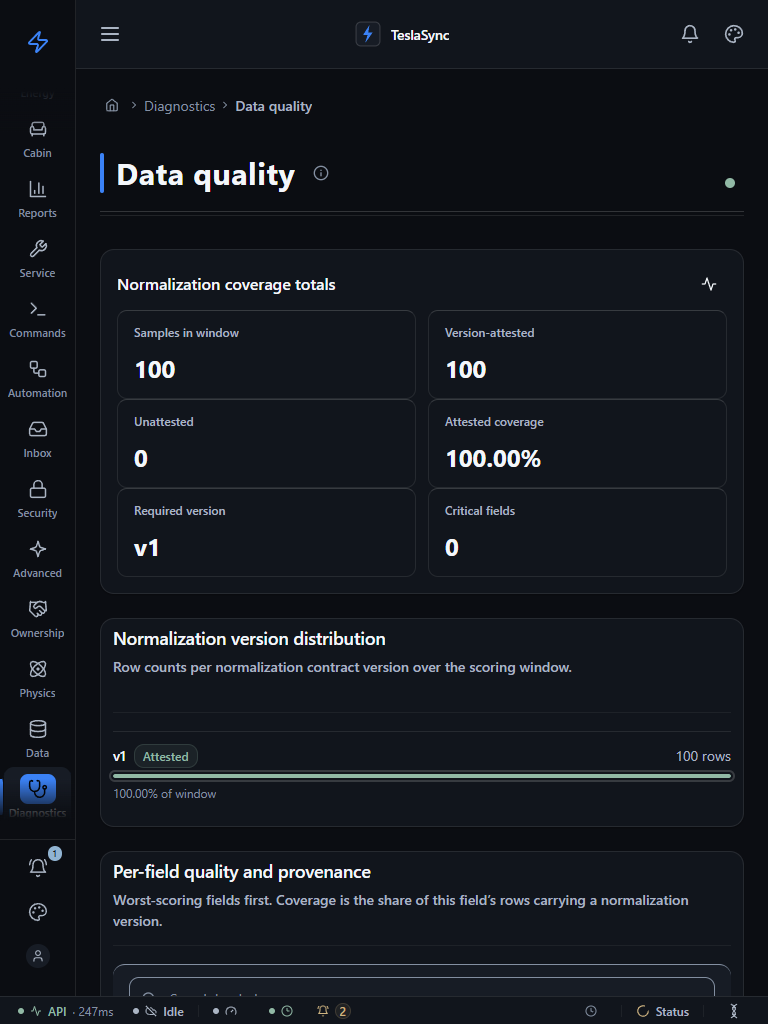 TeslaSync
Energy
Cabin
Reports
Service
Commands
Automation
Inbox
Security
Advanced
Ownership
Physics
Data
Diagnostics
1
Diagnostics
Data quality
Data quality
Normalization coverage totals
Samples in window
100
Version-attested
100
Unattested
0
Attested coverage
100.00%
Required version
v1
Critical fields
0
Normalization version distribution
Row counts per normalization contract version over the scoring window.
v1 Attested 100 rows
100.00% of window
Per-field quality and provenance
Worst-scoring fields first. Coverage is the share of this field's rows carrying a normalization
version.
API · 247ms Idle 2 Status